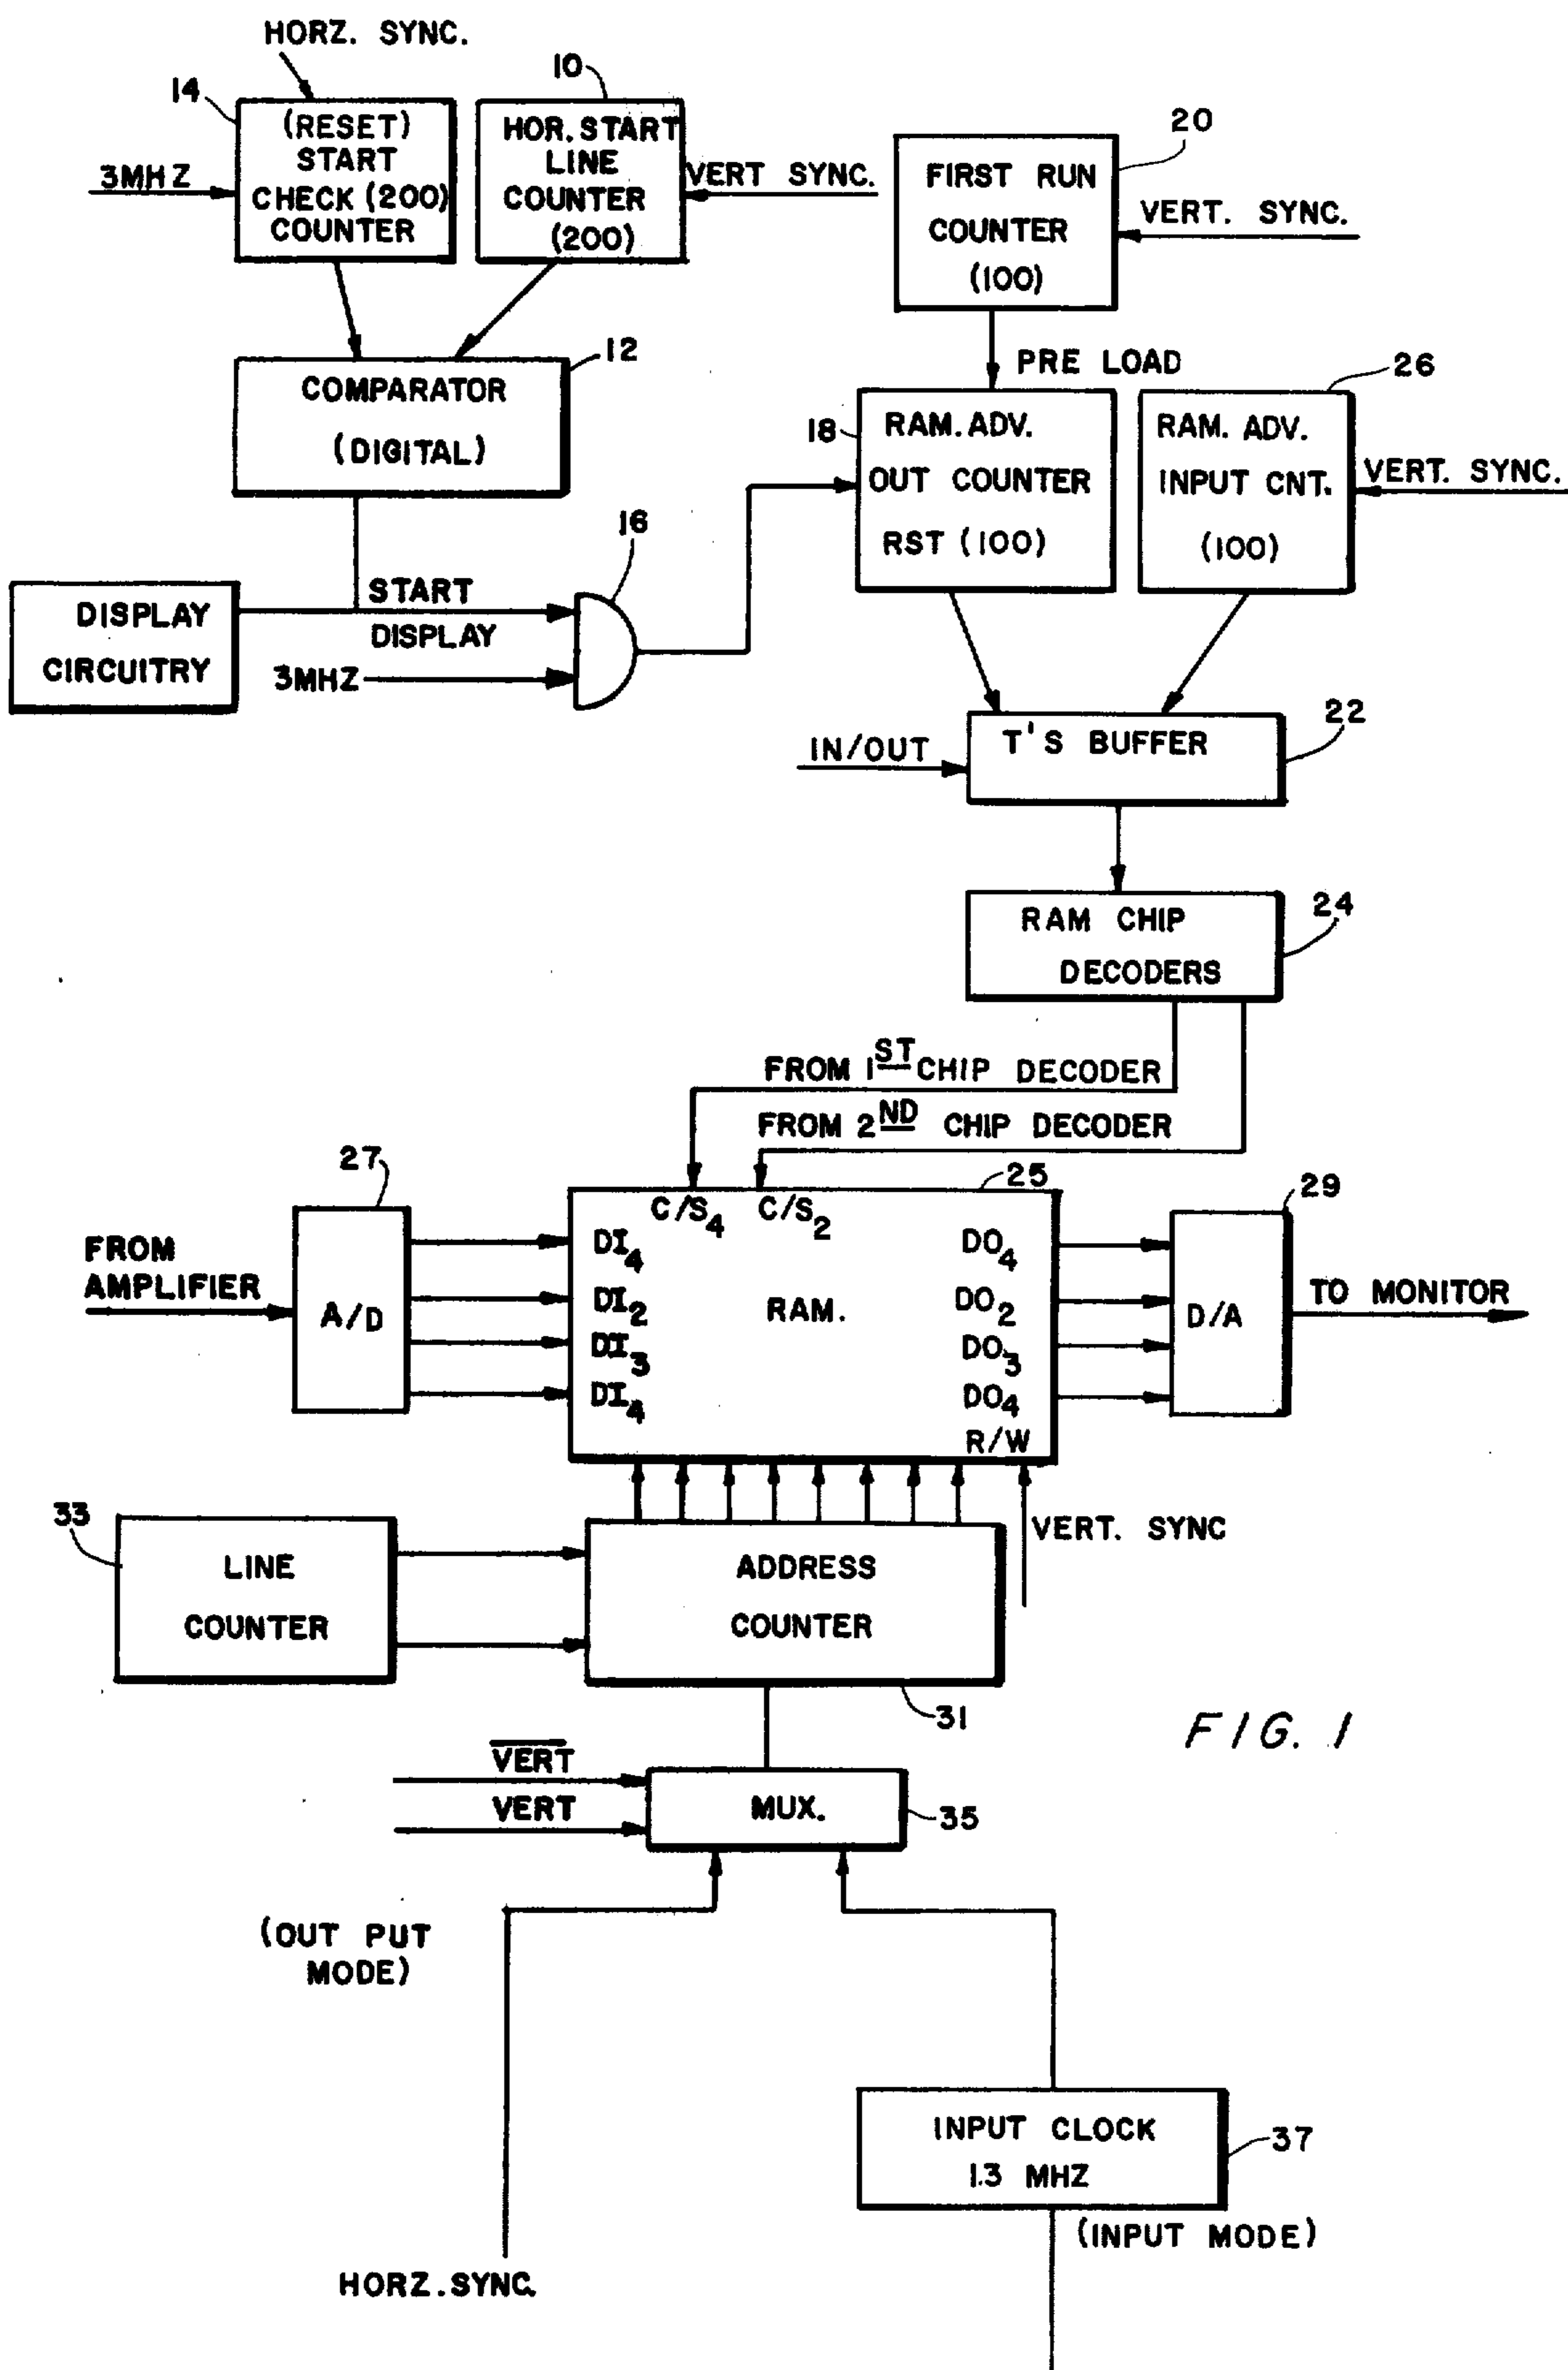 HORZ. SYNC.
14
10
(RESET)
START
CHECK (200)
COUNTER
3MHZ
HOR. START
LINE
COUNTER
(200)
VERT SYNC.
20
FIRST RUN
COUNTER
(100)
VERT. SYNC.
12
COMPARATOR
(DIGITAL)
PRE LOAD
26
18
RAM. ADV.
OUT COUNTER
RST (100)
RAM. ADV.
INPUT CNT.
(100)
VERT. SYNC.
16
DISPLAY
CIRCUITRY
START
DISPLAY
3MHZ
IN/OUT
T'S BUFFER
22
RAM CHIP
DECODERS
24
FROM 1ST CHIP DECODER
FROM 2ND CHIP DECODER
27
25
29
C/S4 C/S2
FROM
AMPLIFIER
A/D
DI4
DI2
DI3
DI4
RAM.
DO4
DO2
DO3
DO4
R/W
D/A
TO MONITOR
33
LINE
COUNTER
ADDRESS
COUNTER
VERT. SYNC
31
FIG. 1
VERT
VERT
MUX.
35
(OUT PUT
MODE)
INPUT CLOCK
1.3 MHZ
37
(INPUT MODE)
HORZ. SYNC.